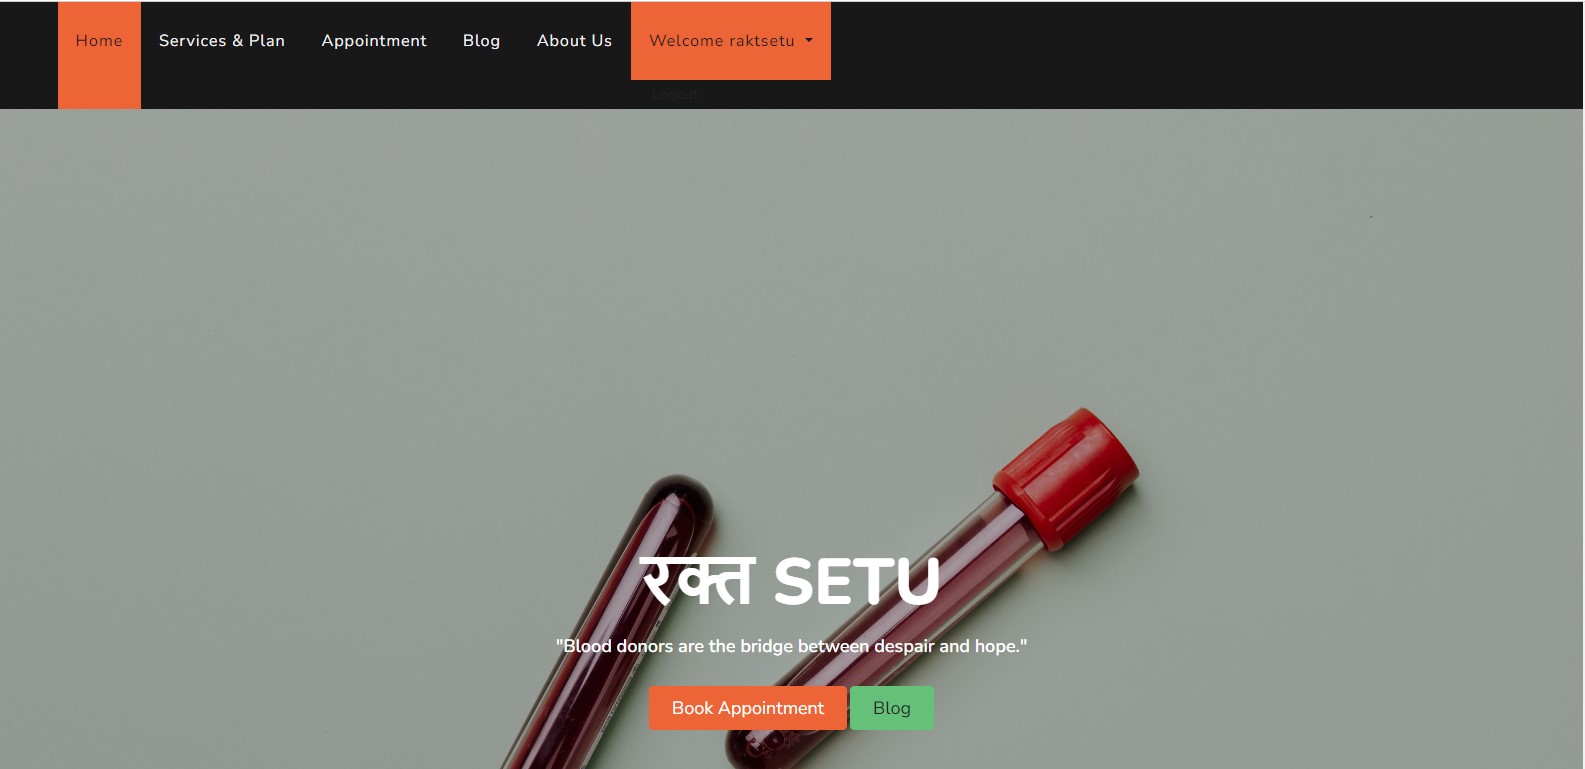 Home Services & Plan Appointment Blog About Us Welcome raktsetu
Logout
रक्त SETU
"Blood donors are the bridge between despair and hope."
Book Appointment Blog